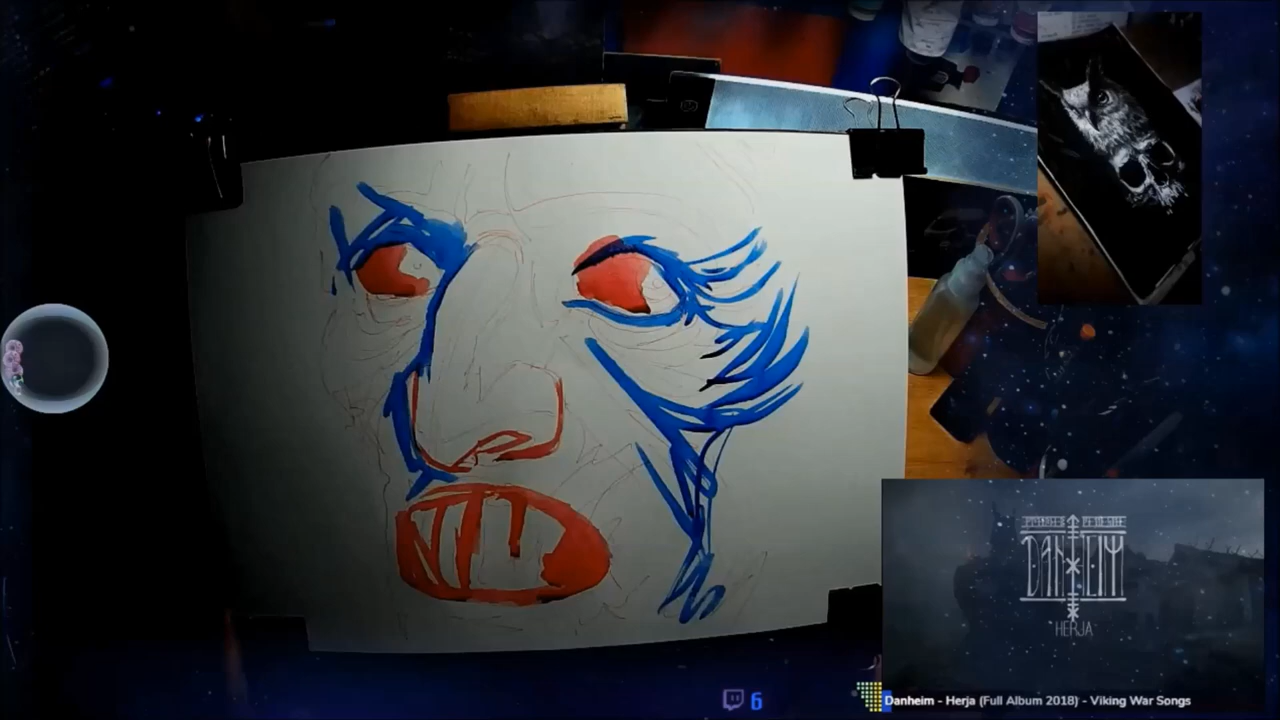 DANHEIM
HERJA
6
Danheim - Herja (Full Album 2018) - Viking War Songs